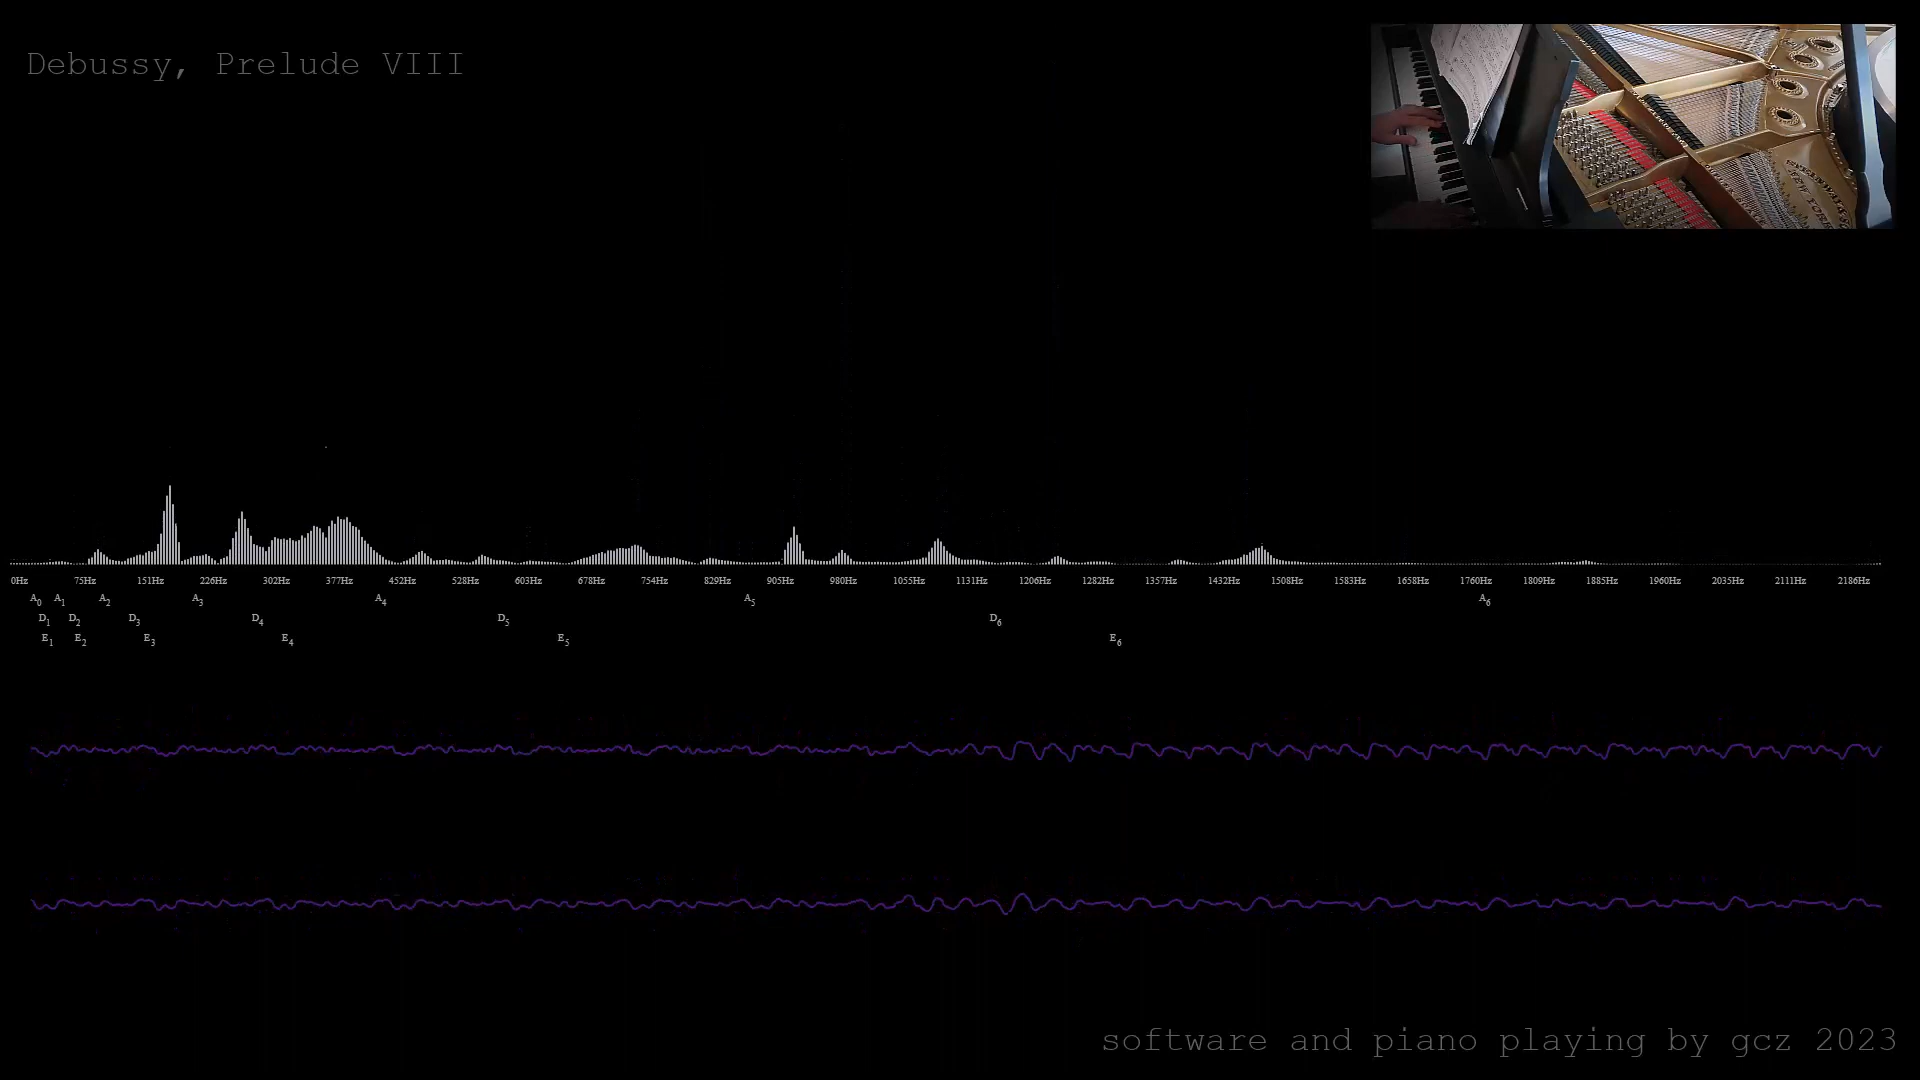 Debussy, Prelude VIII
STEINWAY &
NEW YORK
0Hz 75Hz 151Hz 226Hz 302Hz 377Hz 452Hz 528Hz 603Hz 678Hz 754Hz 829Hz 905Hz 980Hz 1055Hz 1131Hz 1206Hz 1282Hz 1357Hz 1432Hz 1508Hz 1583Hz 1658Hz 1760Hz 1809Hz 1885Hz 1960Hz 2035Hz 2111Hz 2186Hz
A0 A1 A2 A3 A4 A5 A6
D1 D2 D3 D4 D5 D6
E1 E2 E3 E4 E5 E6
software and piano playing by gcz 2023